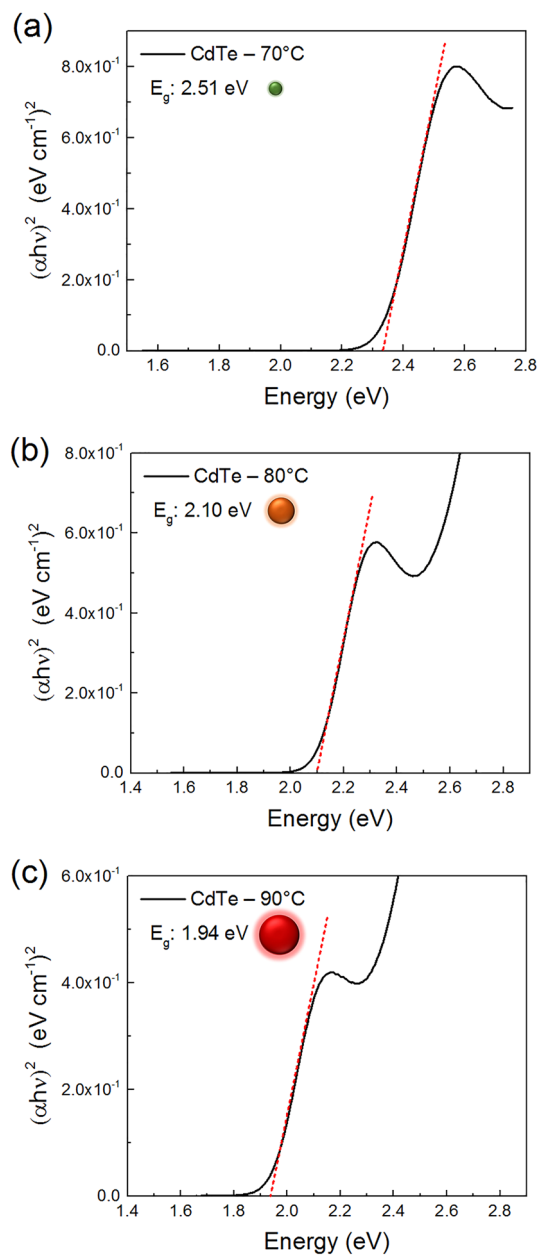 (a)
CdTe – 70°C
E_g: 2.51 eV
8.0x10⁻¹
6.0x10⁻¹
4.0x10⁻¹
2.0x10⁻¹
0.0
(αhν)² (eV cm⁻¹)²
1.6 1.8 2.0 2.2 2.4 2.6 2.8
Energy (eV)
(b)
CdTe – 80°C
E_g: 2.10 eV
8.0x10⁻¹
6.0x10⁻¹
4.0x10⁻¹
2.0x10⁻¹
0.0
(αhν)² (eV cm⁻¹)²
1.4 1.6 1.8 2.0 2.2 2.4 2.6 2.8
Energy (eV)
(c)
CdTe – 90°C
E_g: 1.94 eV
6.0x10⁻¹
4.0x10⁻¹
2.0x10⁻¹
0.0
(αhν)² (eV cm⁻¹)²
1.4 1.6 1.8 2.0 2.2 2.4 2.6 2.8
Energy (eV)